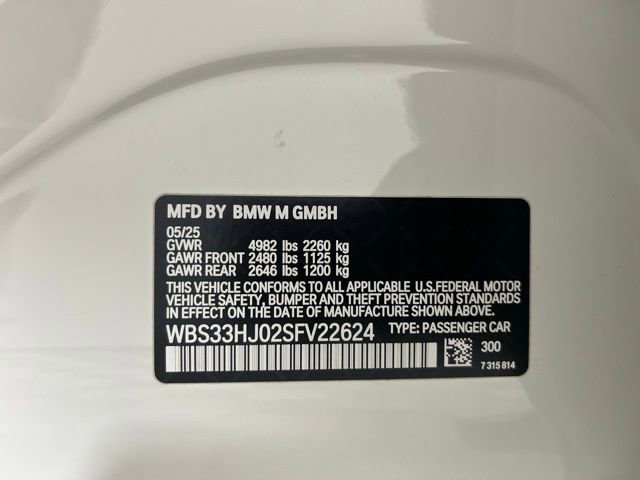 MFD BY BMW M GMBH
05/25
GVWR 4982 lbs 2260 kg
GAWR FRONT 2480 lbs 1125 kg
GAWR REAR 2646 lbs 1200 kg
THIS VEHICLE CONFORMS TO ALL APPLICABLE U.S.FEDERAL MOTOR
VEHICLE SAFETY, BUMPER AND THEFT PREVENTION STANDARDS
IN EFFECT ON THE DATE OF MANUFACTURE SHOWN ABOVE.
WBS33HJ02SFV22624 TYPE: PASSENGER CAR
300
7 315 814